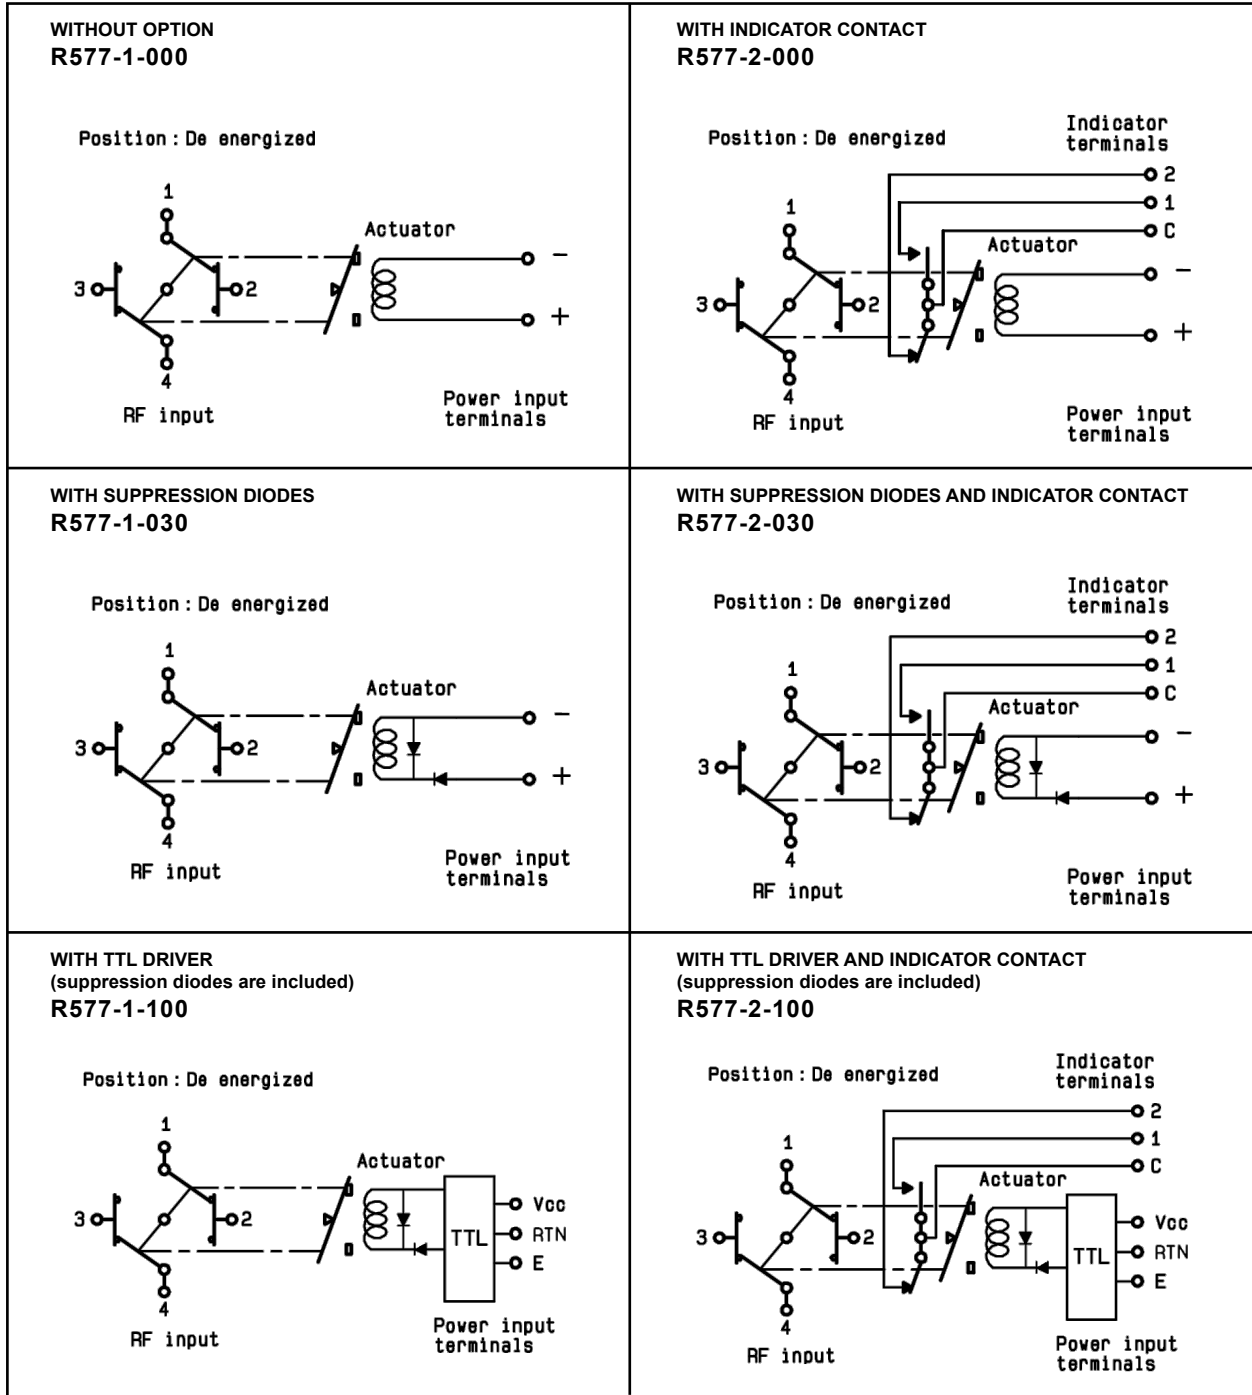 WITHOUT OPTION
R577-1-000
Position : De energized
1
Actuator
3
2
4
-
+
RF input
Power input
terminals
WITH INDICATOR CONTACT
R577-2-000
Position : De energized
Indicator
terminals
2
1
C
1
Actuator
3
2
4
-
+
RF input
Power input
terminals
WITH SUPPRESSION DIODES
R577-1-030
Position : De energized
1
Actuator
3
2
4
-
+
RF input
Power input
terminals
WITH SUPPRESSION DIODES AND INDICATOR CONTACT
R577-2-030
Position : De energized
Indicator
terminals
2
1
C
1
Actuator
3
2
4
-
+
RF input
Power input
terminals
WITH TTL DRIVER
(suppression diodes are included)
R577-1-100
Position : De energized
1
Actuator
3
2
4
TTL
Vcc
RTN
E
RF input
Power input
terminals
WITH TTL DRIVER AND INDICATOR CONTACT
(suppression diodes are included)
R577-2-100
Position : De energized
Indicator
terminals
2
1
C
1
Actuator
3
2
4
TTL
Vcc
RTN
E
RF input
Power input
terminals